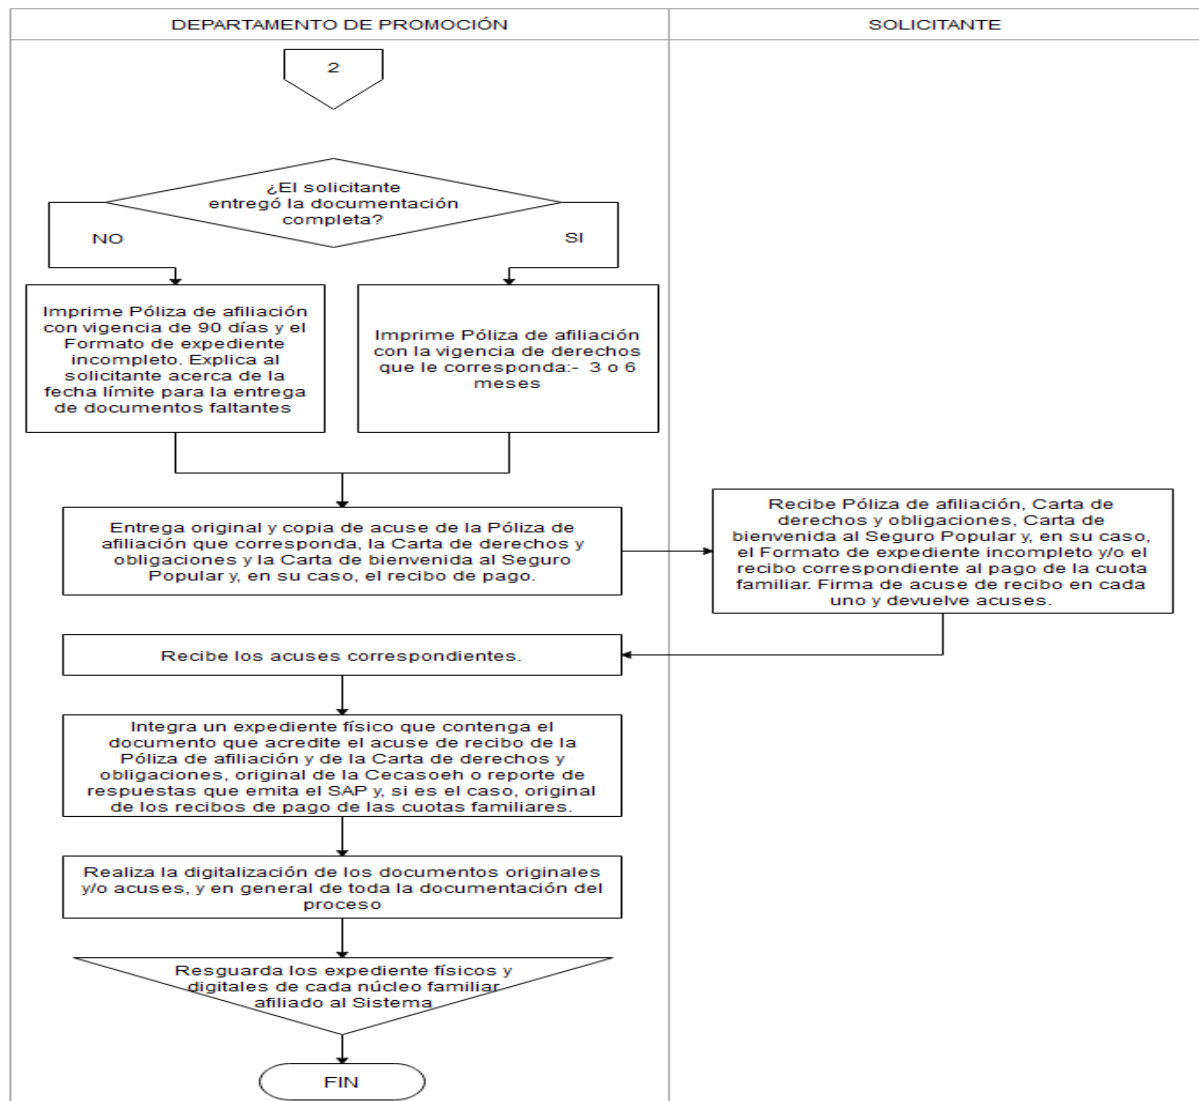 DEPARTAMENTO DE PROMOCIÓN
SOLICITANTE
2
¿El solicitante
entregó la documentación
completa?
NO
SI
Imprime Póliza de afiliación
con vigencia de 90 días y el
Formato de expediente
incompleto. Explica al
solicitante acerca de la
fecha límite para la entrega
de documentos faltantes
Imprime Póliza de afiliación
con la vigencia de derechos
que le corresponda:- 3 o 6
meses
Entrega original y copia de acuse de la Póliza de
afiliación que corresponda, la Carta de derechos y
obligaciones y la Carta de bienvenida al Seguro
Popular y, en su caso, el recibo de pago.
Recibe Póliza de afiliación, Carta de
derechos y obligaciones, Carta de
bienvenida al Seguro Popular y, en su caso,
el Formato de expediente incompleto y/o el
recibo correspondiente al pago de la cuota
familiar. Firma de acuse de recibo en cada
uno y devuelve acuses.
Recibe los acuses correspondientes.
Integra un expediente físico que contenga el
documento que acredite el acuse de recibo de la
Póliza de afiliación y de la Carta de derechos y
obligaciones, original de la Cecasoeh o reporte de
respuestas que emita el SAP y, si es el caso, original
de los recibos de pago de las cuotas familiares.
Realiza la digitalización de los documentos originales
y/o acuses, y en general de toda la documentación del
proceso
Resguarda los expediente físicos y
digitales de cada núcleo familiar
afiliado al Sistema
FIN